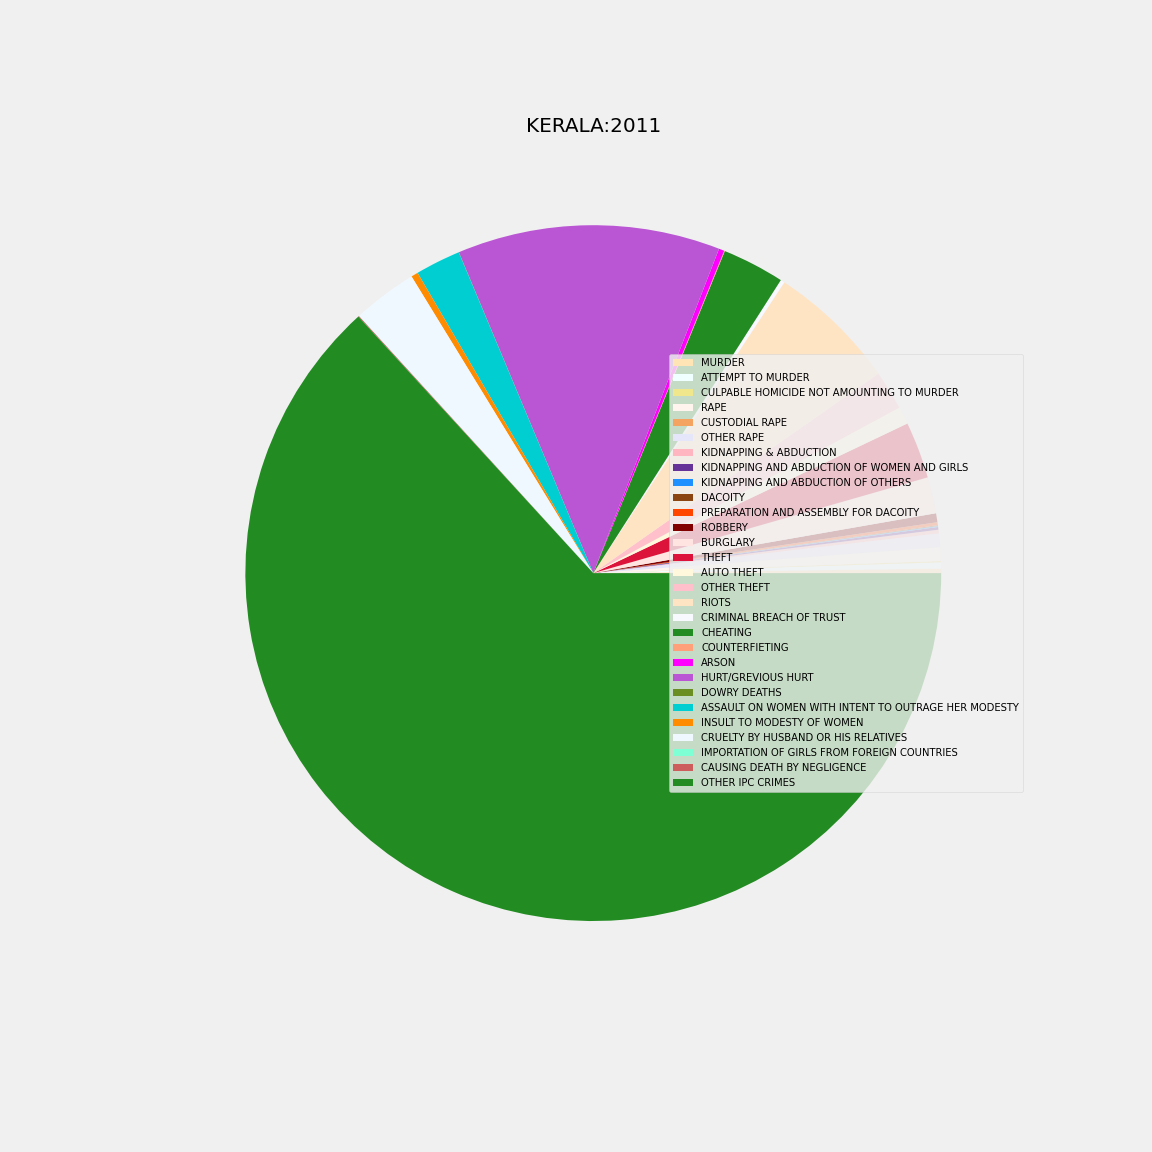 KERALA:2011
MURDER
ATTEMPT TO MURDER
CULPABLE HOMICIDE NOT AMOUNTING TO MURDER
RAPE
CUSTODIAL RAPE
OTHER RAPE
KIDNAPPING & ABDUCTION
KIDNAPPING AND ABDUCTION OF WOMEN AND GIRLS
KIDNAPPING AND ABDUCTION OF OTHERS
DACOITY
PREPARATION AND ASSEMBLY FOR DACOITY
ROBBERY
BURGLARY
THEFT
AUTO THEFT
OTHER THEFT
RIOTS
CRIMINAL BREACH OF TRUST
CHEATING
COUNTERFIETING
ARSON
HURT/GREVIOUS HURT
DOWRY DEATHS
ASSAULT ON WOMEN WITH INTENT TO OUTRAGE HER MODESTY
INSULT TO MODESTY OF WOMEN
CRUELTY BY HUSBAND OR HIS RELATIVES
IMPORTATION OF GIRLS FROM FOREIGN COUNTRIES
CAUSING DEATH BY NEGLIGENCE
OTHER IPC CRIMES